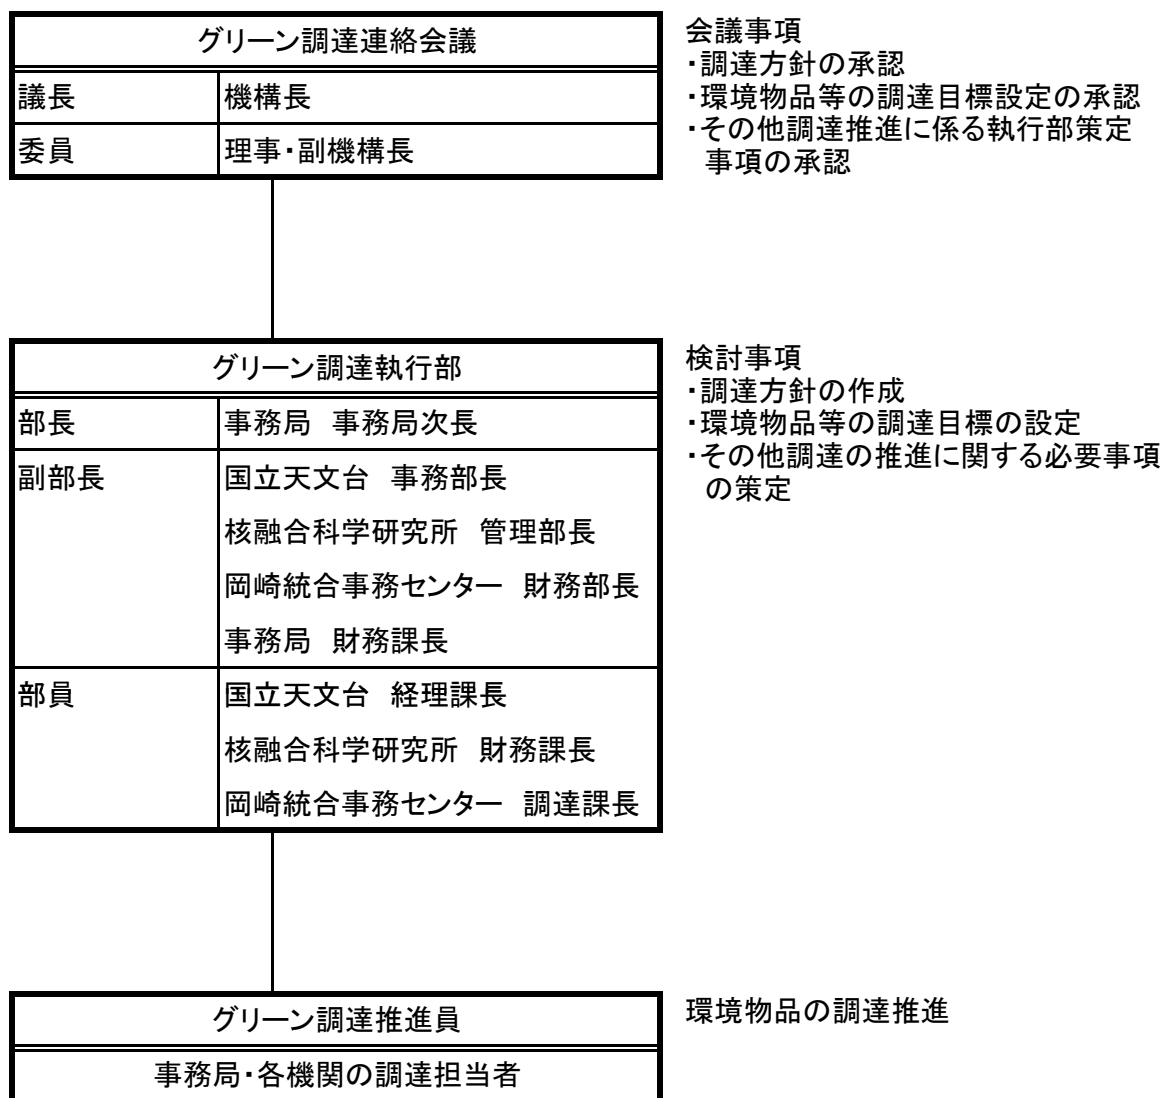 グリーン調達連絡会議
議長　機構長
委員　理事・副機構長
会議事項
・調達方針の承認
・環境物品等の調達目標設定の承認
・その他調達推進に係る執行部策定
事項の承認
グリーン調達執行部
部長　事務局　事務局次長
副部長　国立天文台　事務部長
核融合科学研究所　管理部長
岡崎統合事務センター　財務部長
事務局　財務課長
部員　国立天文台　経理課長
核融合科学研究所　財務課長
岡崎統合事務センター　調達課長
検討事項
・調達方針の作成
・環境物品等の調達目標の設定
・その他調達の推進に関する必要事項
の策定
グリーン調達推進員
事務局・各機関の調達担当者
環境物品の調達推進